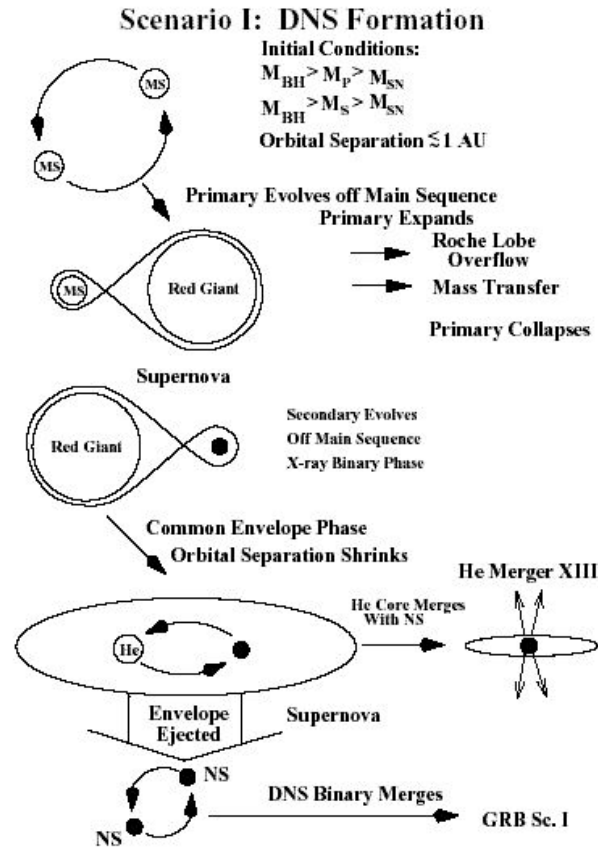 Scenario I: DNS Formation
Initial Conditions:
M_BH > M_P > M_SN
M_BH > M_S > M_SN
Orbital Separation ≲ 1 AU
MS
MS
Primary Evolves off Main Sequence
Primary Expands
Roche Lobe
Overflow
MS
Red Giant
Mass Transfer
Primary Collapses
Supernova
Secondary Evolves
Red Giant
Off Main Sequence
X-ray Binary Phase
Common Envelope Phase
Orbital Separation Shrinks
He Merger XIII
He Core Merges
With NS
He
Envelope
Ejected
Supernova
NS
DNS Binary Merges
NS
GRB Sc. I